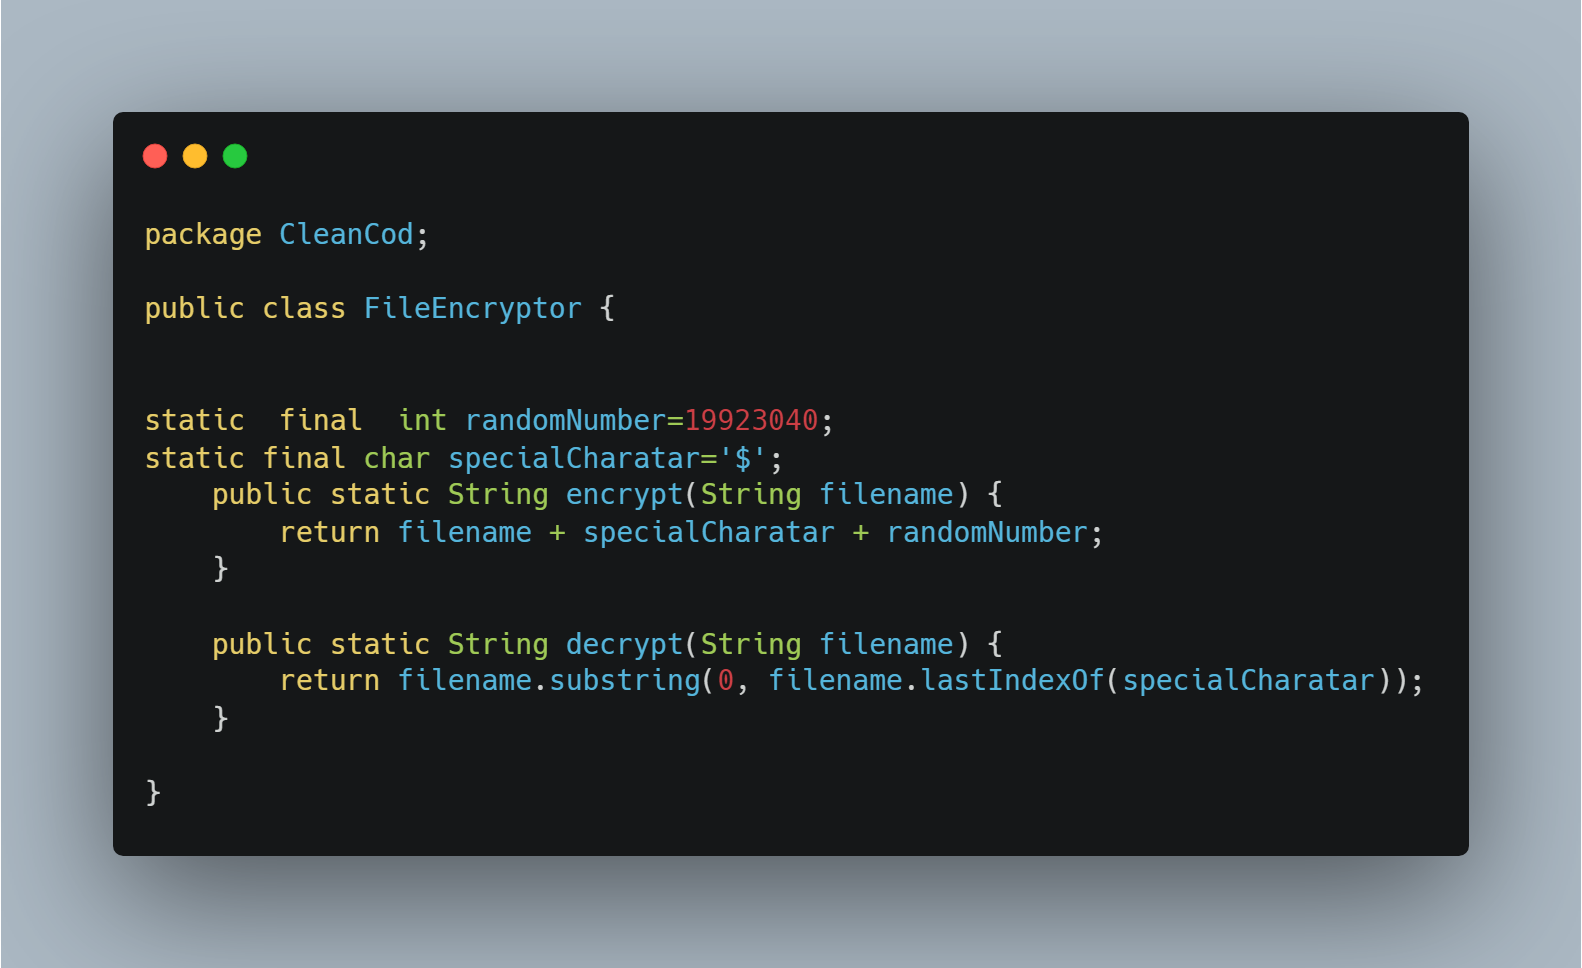 package CleanCod;
public class FileEncryptor {
static  final  int randomNumber=19923040;
static final char specialCharatar='$';
    public static String encrypt(String filename) {
        return filename + specialCharatar + randomNumber;
    }
    public static String decrypt(String filename) {
        return filename.substring(0, filename.lastIndexOf(specialCharatar));
    }
}